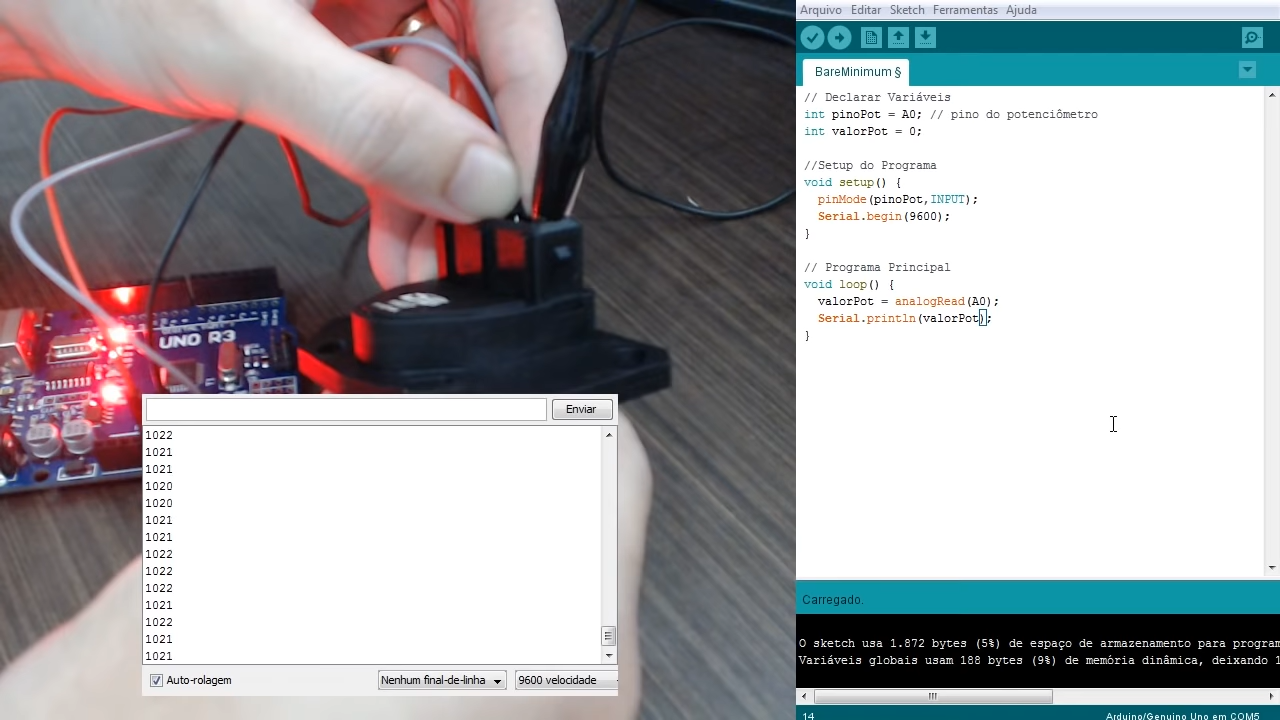 UNO R3
Enviar
1022
1021
1021
1020
1020
1021
1021
1022
1022
1022
1021
1022
1021
1021
Auto-rolagem
Nenhum final-de-linha
9600 velocidade
Arquivo Editar Sketch Ferramentas Ajuda
BareMinimum §
// Declarar Variáveis
int pinoPot = A0; // pino do potenciômetro
int valorPot = 0;
//Setup do Programa
void setup() {
pinMode(pinoPot,INPUT);
Serial.begin(9600);
}
// Programa Principal
void loop() {
valorPot = analogRead(A0);
Serial.println(valorPot);
}
Carregado.
O sketch usa 1.872 bytes (5%) de espaço de armazenamento para
Variáveis globais usam 188 bytes (9%) de memória dinâmica, deixando
14
Arduino/Genuino Uno em COM5